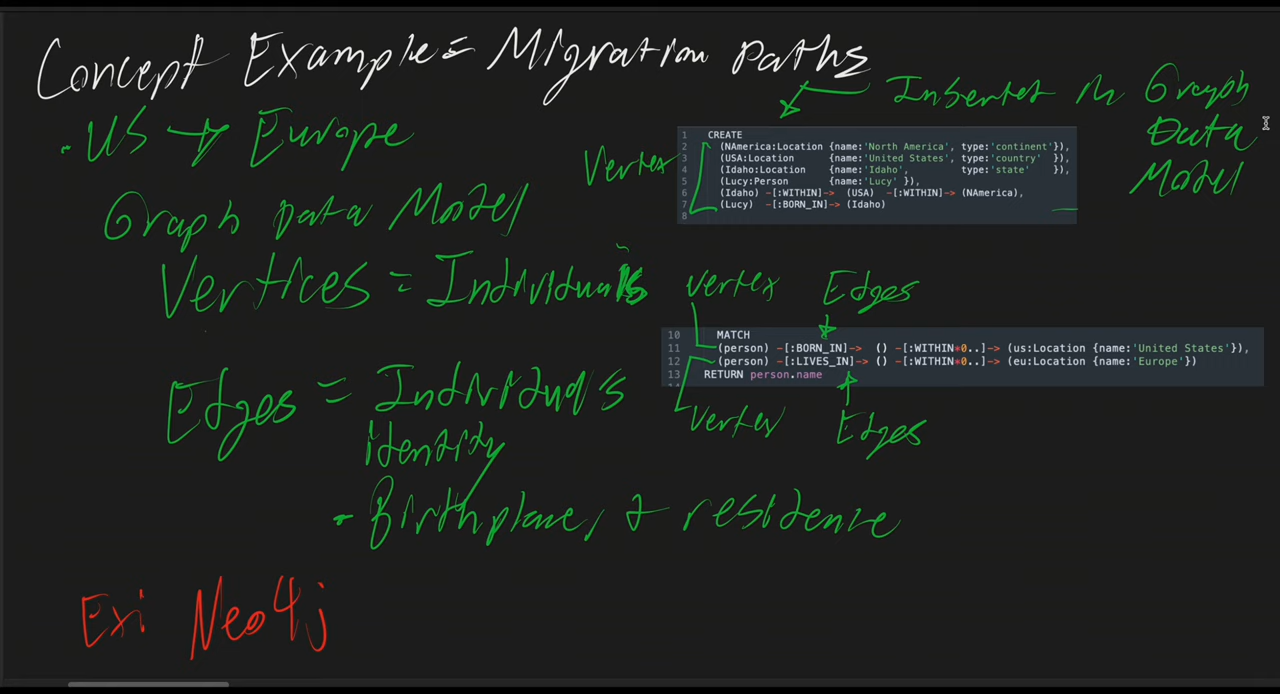 Concept Example = Migration paths
Inserted in Graph
Data
Model
. US → Europe
Vertex
1 CREATE
2 (NAmerica:Location {name:'North America', type:'continent'}),
3 (USA:Location {name:'United States', type:'country' }),
4 (Idaho:Location {name:'Idaho', type:'state' }),
5 (Lucy:Person {name:'Lucy' }),
6 (Idaho) -[:WITHIN]-> (USA) -[:WITHIN]-> (NAmerica),
7 (Lucy) -[:BORN_IN]-> (Idaho)
8
Graph Data Model
Vertices = Individuals
Vertex Edges
10 MATCH
11 (person) -[:BORN_IN]-> () -[:WITHIN*0..]-> (us:Location {name:'United States'}),
12 (person) -[:LIVES_IN]-> () -[:WITHIN*0..]-> (eu:Location {name:'Europe'})
13 RETURN person.name
Vertex Edges
Edges = Individual's
identity
- Birthplace, + residence
Ex: Neo4j